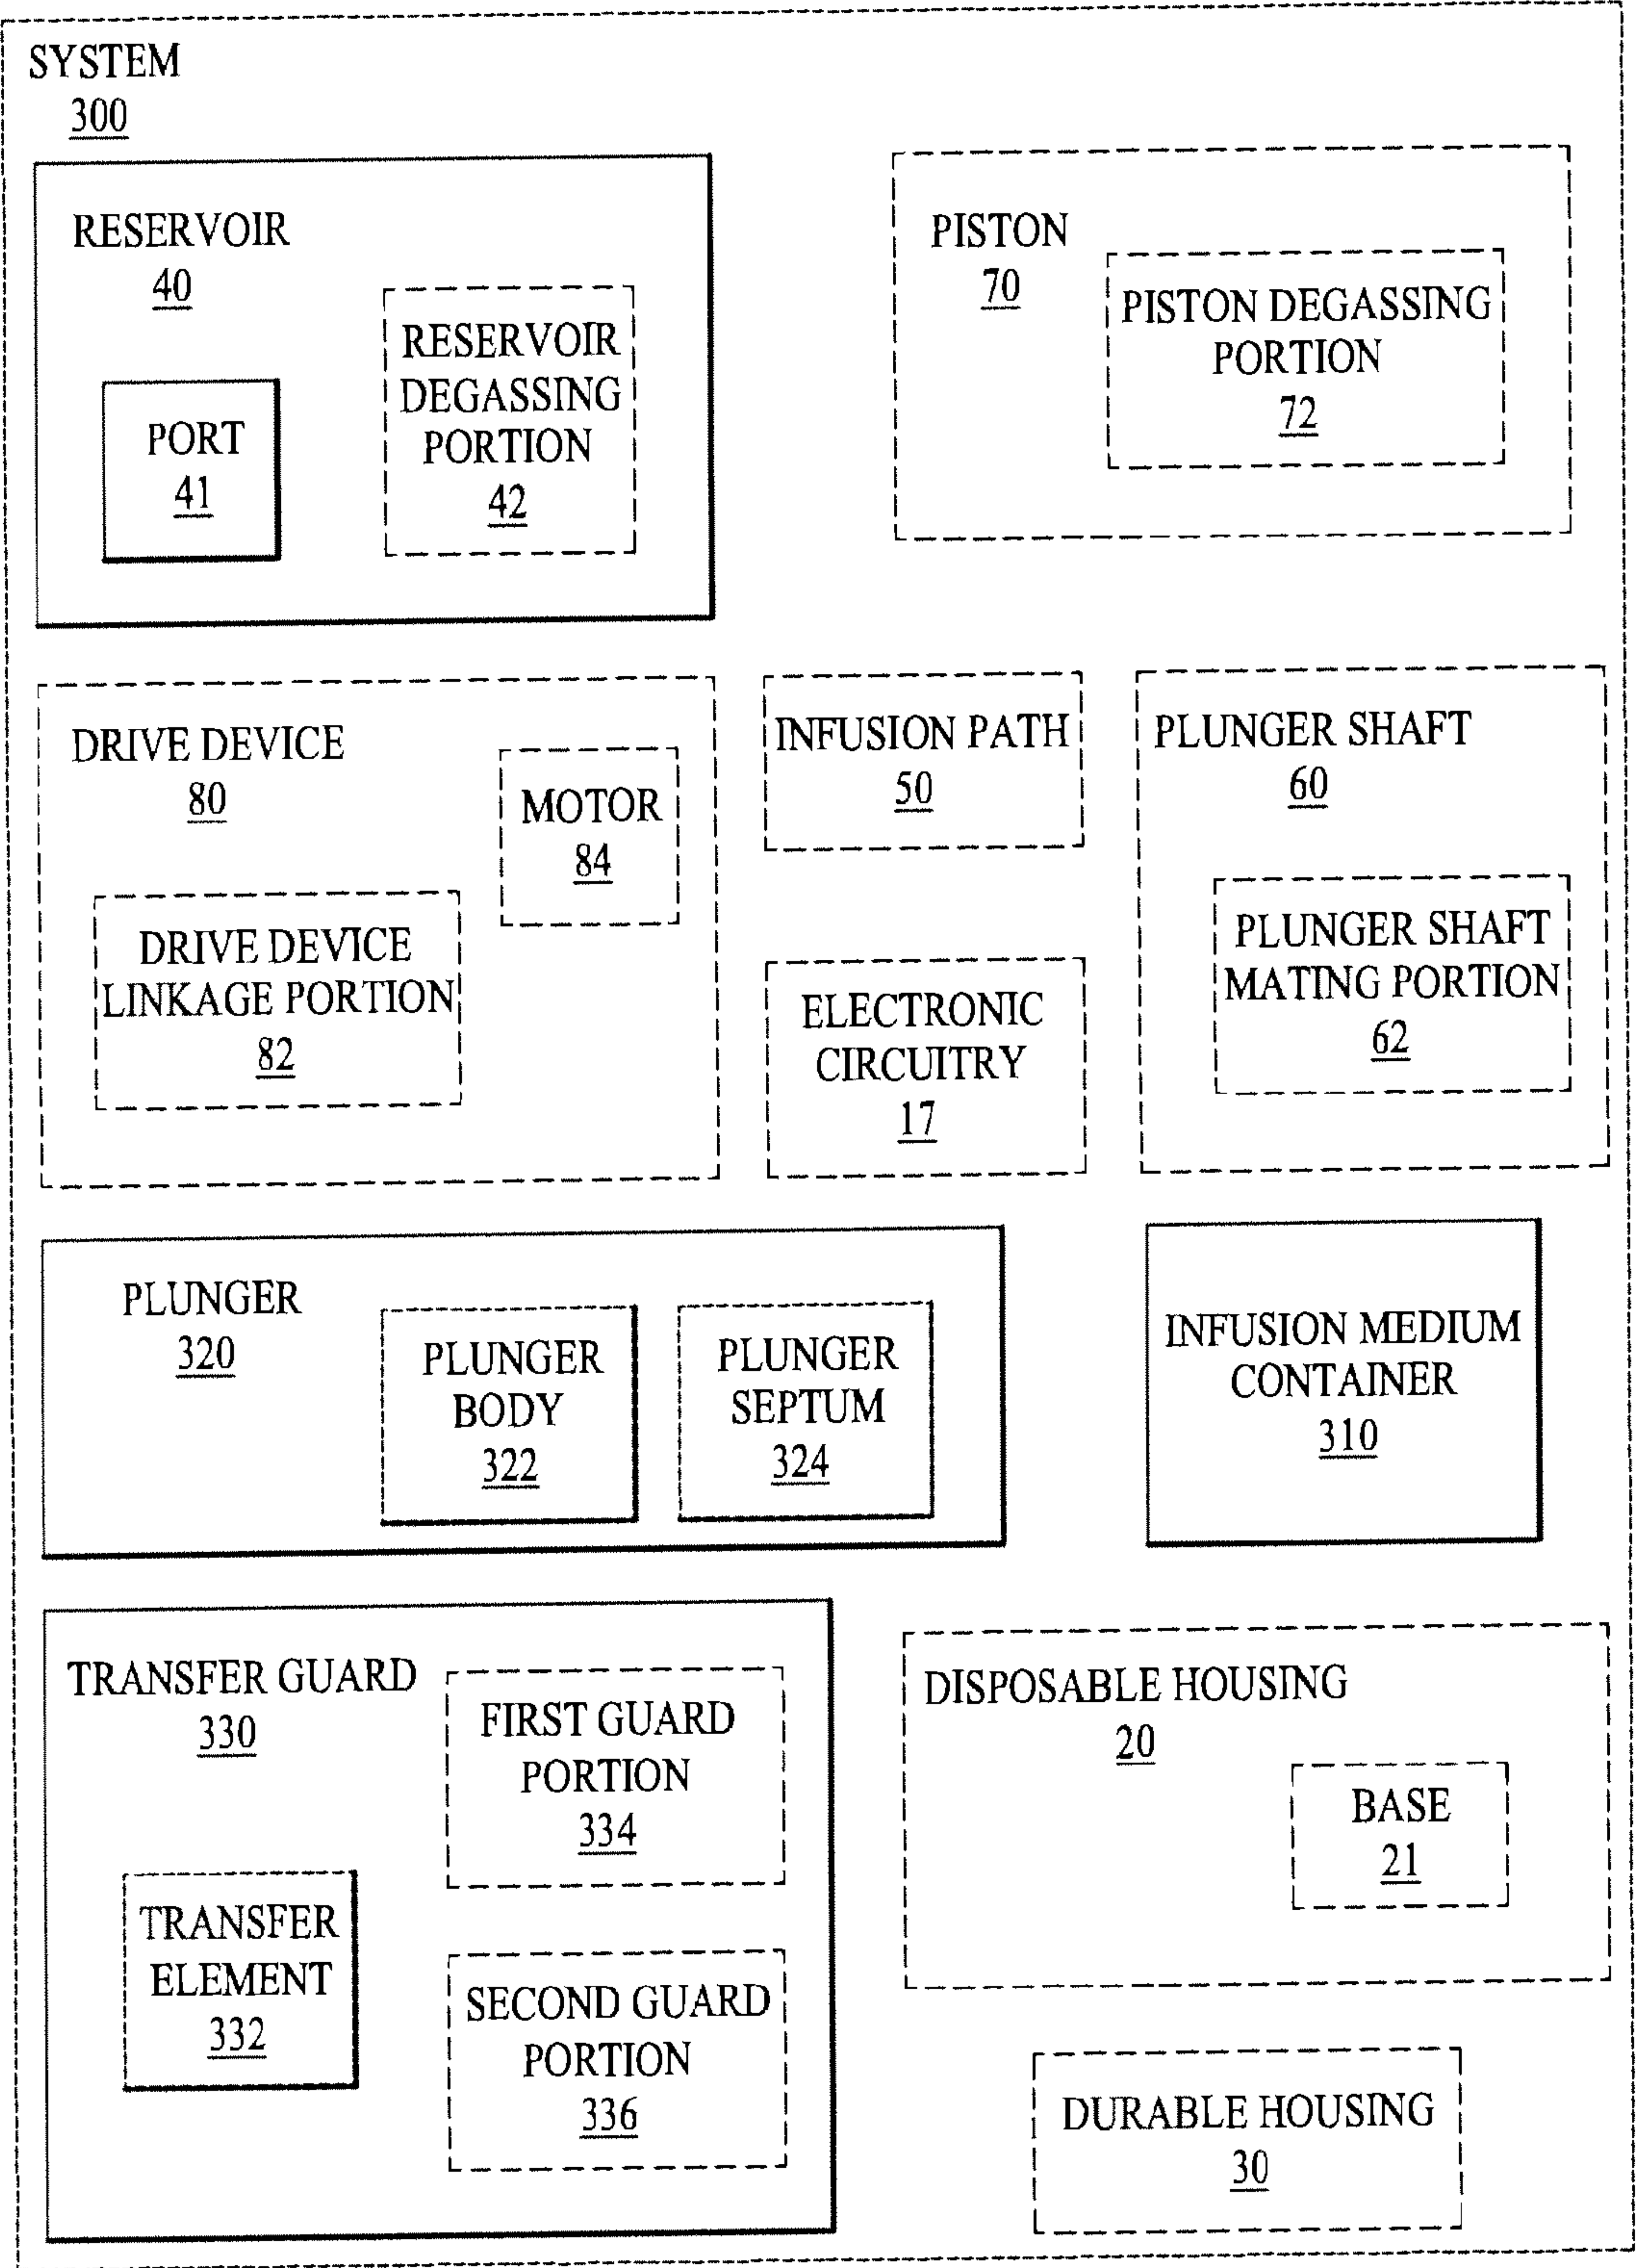 SYSTEM
300
RESERVOIR
40
RESERVOIR
DEGASSING
PORTION
42
PORT
41
PISTON
70
PISTON DEGASSING
PORTION
72
DRIVE DEVICE
80
MOTOR
84
DRIVE DEVICE
LINKAGE PORTION
82
INFUSION PATH
50
ELECTRONIC
CIRCUITRY
17
PLUNGER SHAFT
60
PLUNGER SHAFT
MATING PORTION
62
PLUNGER
320
PLUNGER
BODY
322
PLUNGER
SEPTUM
324
INFUSION MEDIUM
CONTAINER
310
TRANSFER GUARD
330
FIRST GUARD
PORTION
334
TRANSFER
ELEMENT
332
SECOND GUARD
PORTION
336
DISPOSABLE HOUSING
20
BASE
21
DURABLE HOUSING
30